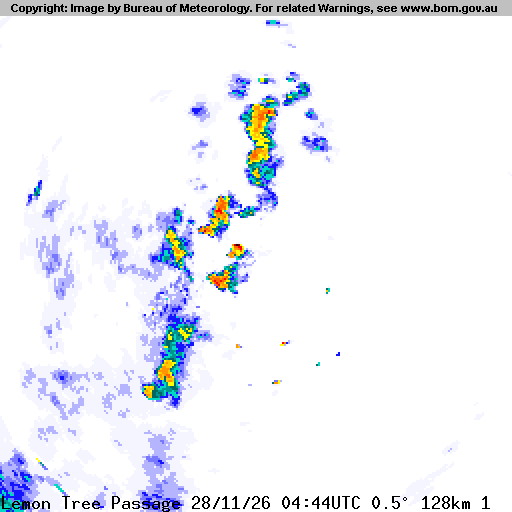 Copyright: Image by Bureau of Meteorology. For related Warnings, see www.bom.gov.au
Lemon Tree Passage 28/11/26 04:44UTC 0.5° 128km 1